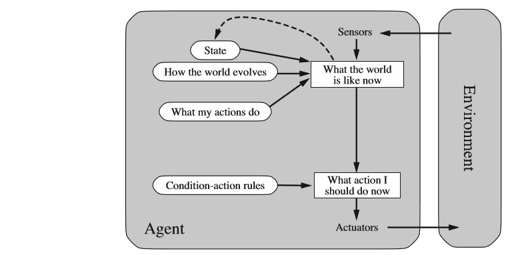 Sensors
State
How the world evolves
What the world
is like now
What my actions do
Condition-action rules
What action I
should do now
Agent
Actuators
Environment